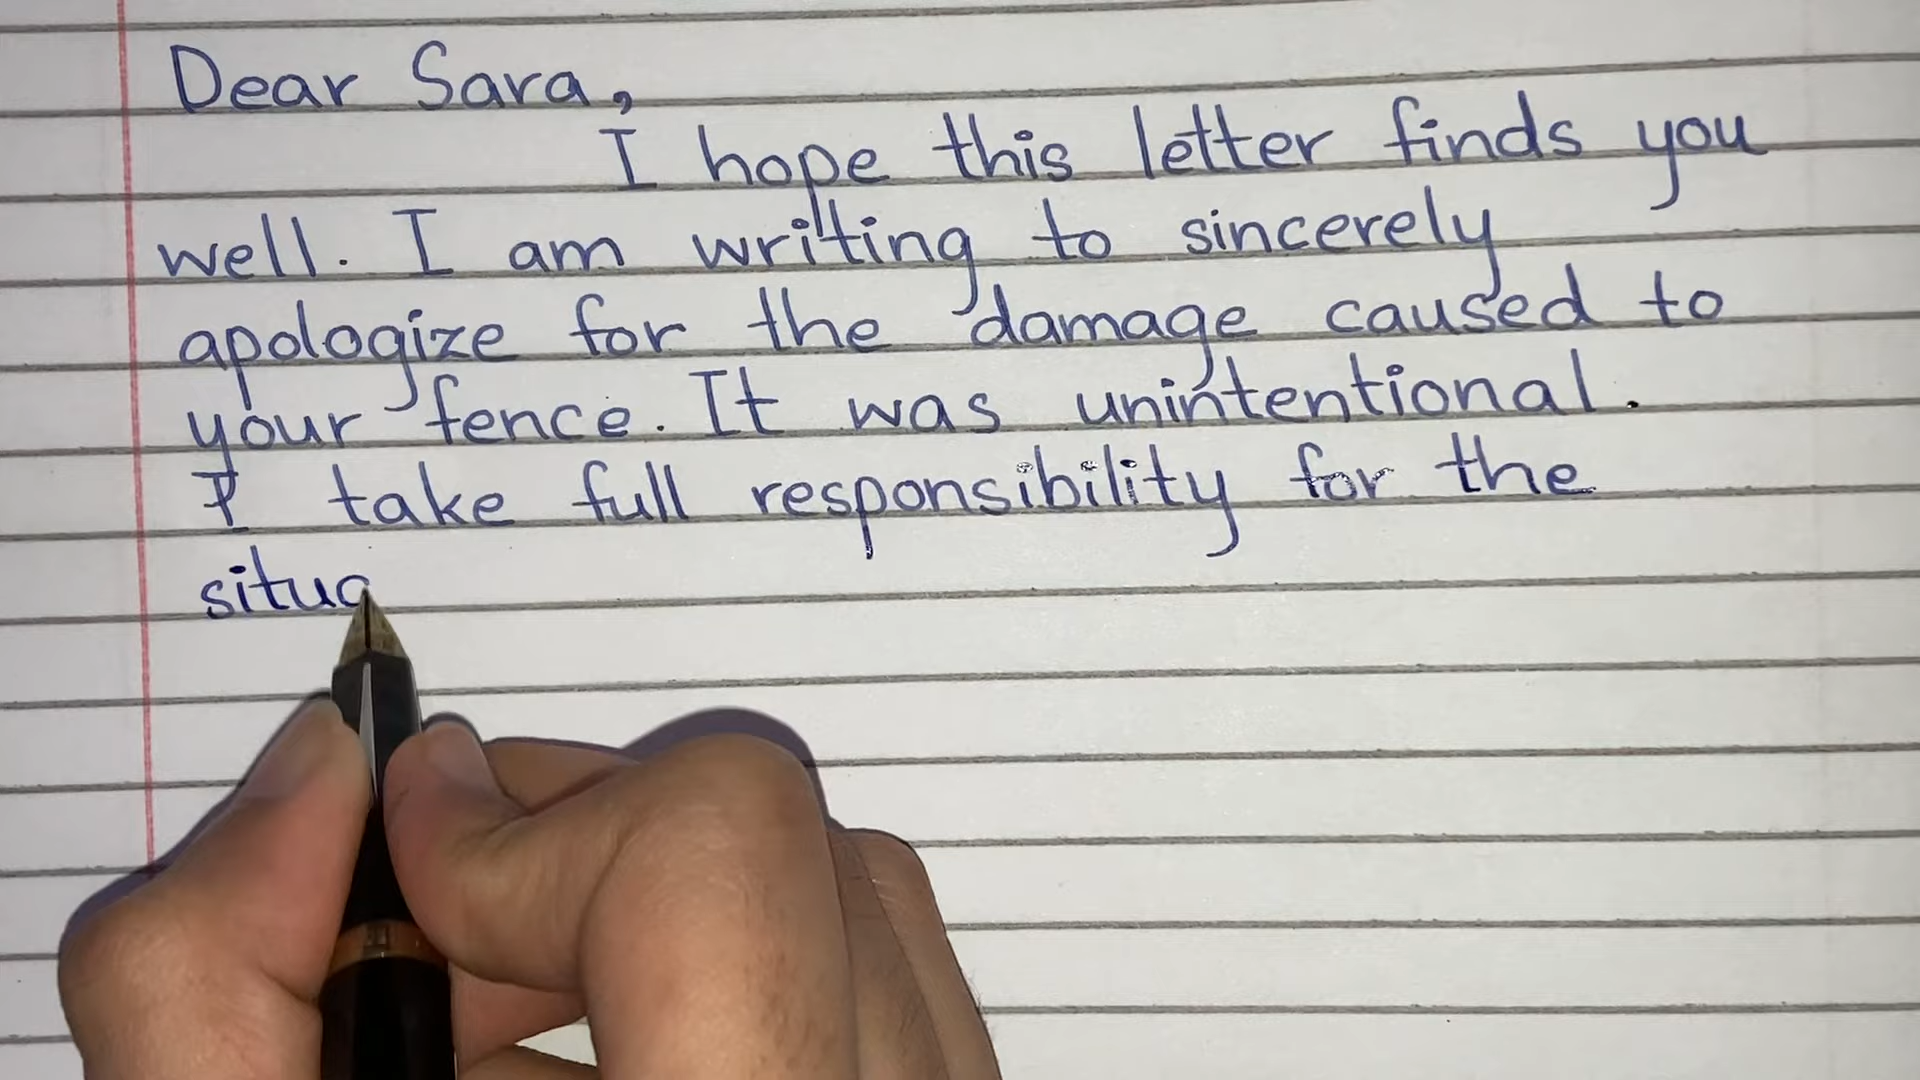 Dear Sara,
I hope this letter finds you
well. I am writing to sincerely
apologize for the damage caused to
your fence. It was unintentional.
I take full responsibility for the
situa